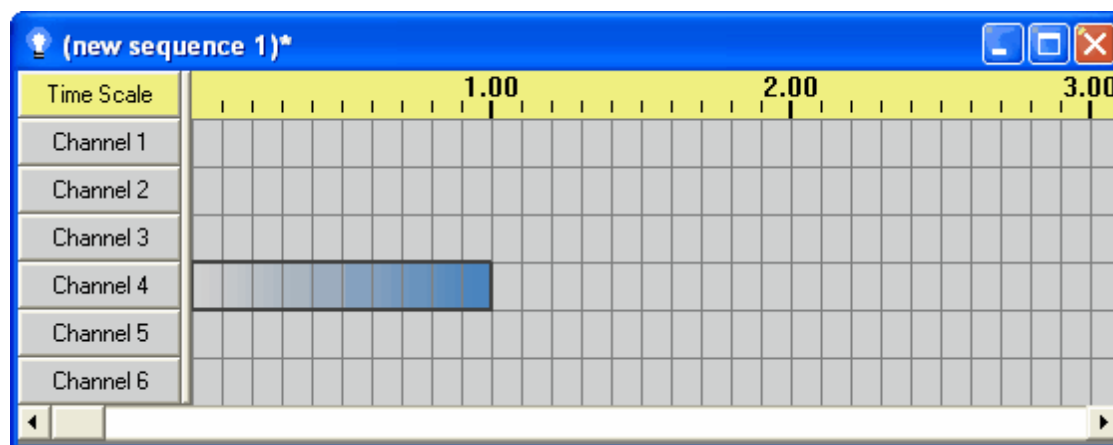 (new sequence 1)*
Time Scale 1.00 2.00 3.00
Channel 1
Channel 2
Channel 3
Channel 4
Channel 5
Channel 6